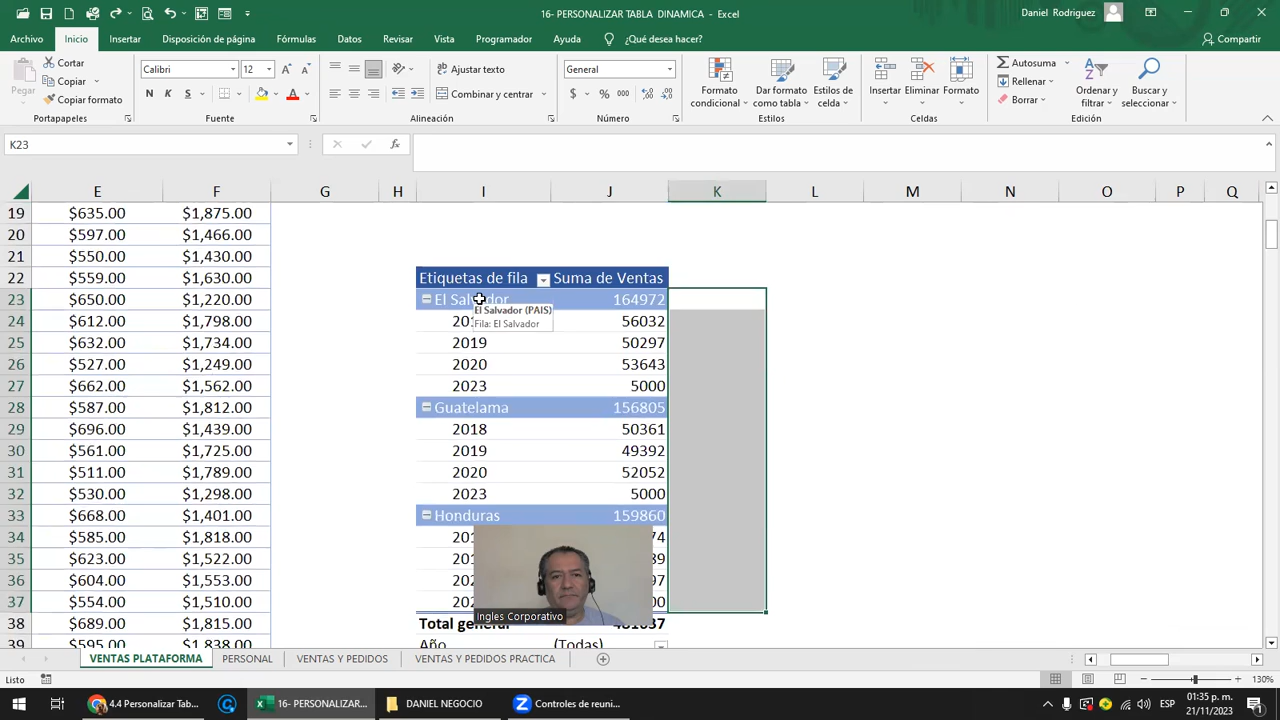 16- PERSONALIZAR TABLA DINAMICA - Excel
Daniel Rodriguez
Archivo Inicio Insertar Disposición de página Fórmulas Datos Revisar Vista Programador Ayuda ¿Qué desea hacer? Compartir
Pegar
Cortar
Copiar
Copiar formato
Portapapeles
Calibri 12
N K S
Fuente
Ajustar texto
Combinar y centrar
Alineación
General
$ % 000
Número
Formato condicional
Dar formato como tabla
Estilos de celda
Estilos
Insertar Eliminar Formato
Celdas
Autosuma
Rellenar
Borrar
Ordenar y filtrar
Buscar y seleccionar
Edición
K23
fx
E F G H I J K L M N O P Q
19 $635.00 $1,875.00
20 $597.00 $1,466.00
21 $550.00 $1,430.00
22 $559.00 $1,630.00 Etiquetas de fila Suma de Ventas
23 $650.00 $1,220.00 El Salvador 164972
El Salvador (PAIS)
Fila: El Salvador
24 $612.00 $1,798.00 56032
25 $632.00 $1,734.00 2019 50297
26 $527.00 $1,249.00 2020 53643
27 $662.00 $1,562.00 2023 5000
28 $587.00 $1,812.00 Guatelama 156805
29 $696.00 $1,439.00 2018 50361
30 $561.00 $1,725.00 2019 49392
31 $511.00 $1,789.00 2020 52052
32 $530.00 $1,298.00 2023 5000
33 $668.00 $1,401.00 Honduras 159860
34 $585.00 $1,818.00
35 $623.00 $1,522.00
36 $604.00 $1,553.00
37 $554.00 $1,510.00
Ingles Corporativo
38 $689.00 $1,815.00 Total general
39 $595.00 $1,838.00 Año (Todas)
VENTAS PLATAFORMA PERSONAL VENTAS Y PEDIDOS VENTAS Y PEDIDOS PRACTICA
Listo 130%
4.4 Personalizar Tab... 16- PERSONALIZAR... DANIEL NEGOCIO Controles de reuni...
ESP
01:35 p. m.
21/11/2023